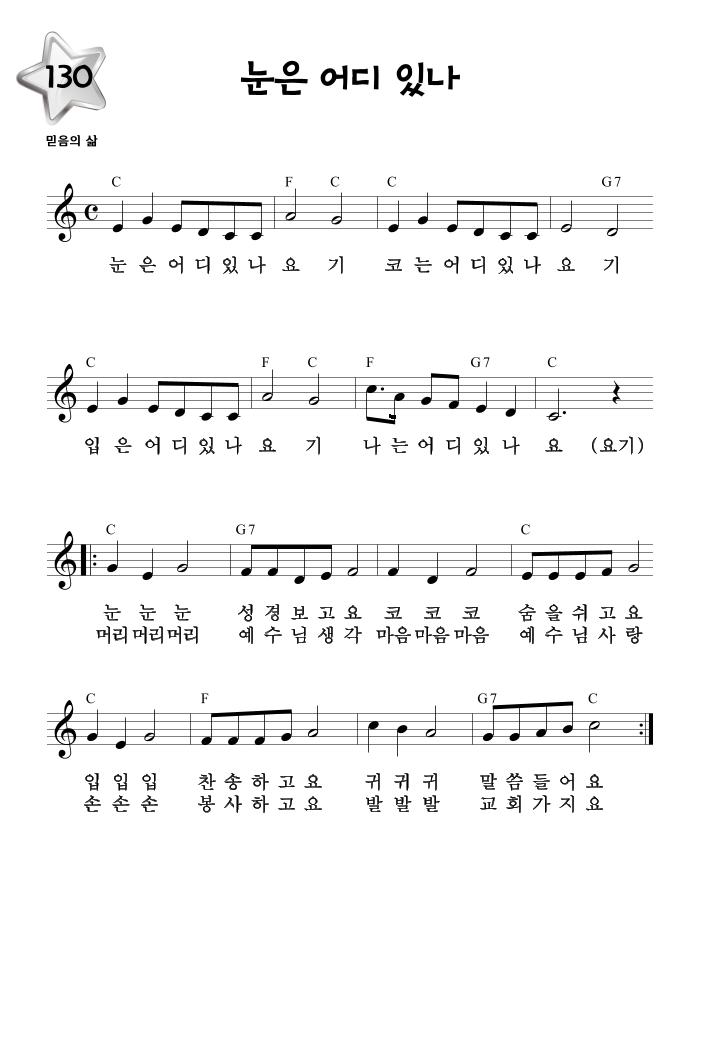 130
눈은 어디 있나
믿음의 삶
C F C C G7
눈 은 어 디 있 나 요 기 코 는 어 디 있 나 요 기
C F C F G7 C
입 은 어 디 있 나 요 기 나 는 어 디 있 나 요 (요기)
C G7 C
눈 눈 눈 성 경 보 고 요 코 코 코 숨 을 쉬 고 요
머리 머리 머리 예 수 님 생 각 마음 마음 마음 예 수 님 사 랑
C F G7 C
입 입 입 찬 송 하 고 요 귀 귀 귀 말 씀 들 어 요
손 손 손 봉 사 하 고 요 발 발 발 교 회 가 지 요